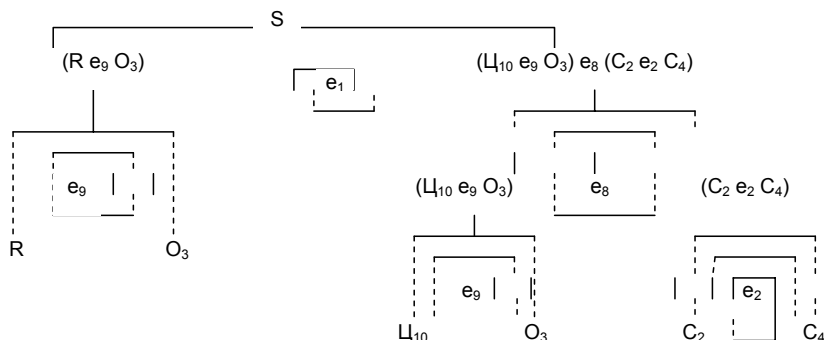 S
(R e₉ O₃) (Ц₁₀ e₉ O₃) e₈ (C₂ e₂ C₄)
e₁
e₉ (Ц₁₀ e₉ O₃) e₈ (C₂ e₂ C₄)
R O₃
e₉ e₂
Ц₁₀ O₃ C₂ C₄